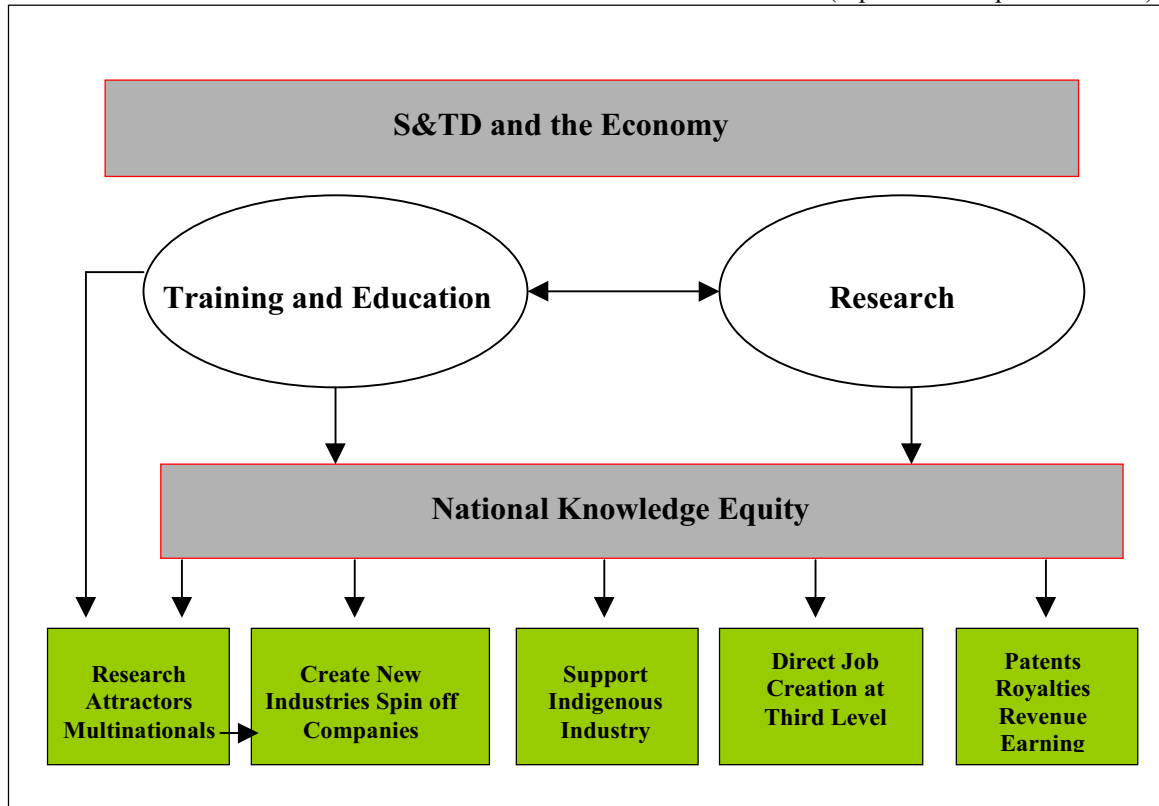 S&TD and the Economy
Training and Education
Research
National Knowledge Equity
Research
Attractors
Multinationals
Create New
Industries Spin off
Companies
Support
Indigenous
Industry
Direct Job
Creation at
Third Level
Patents
Royalties
Revenue
Earning